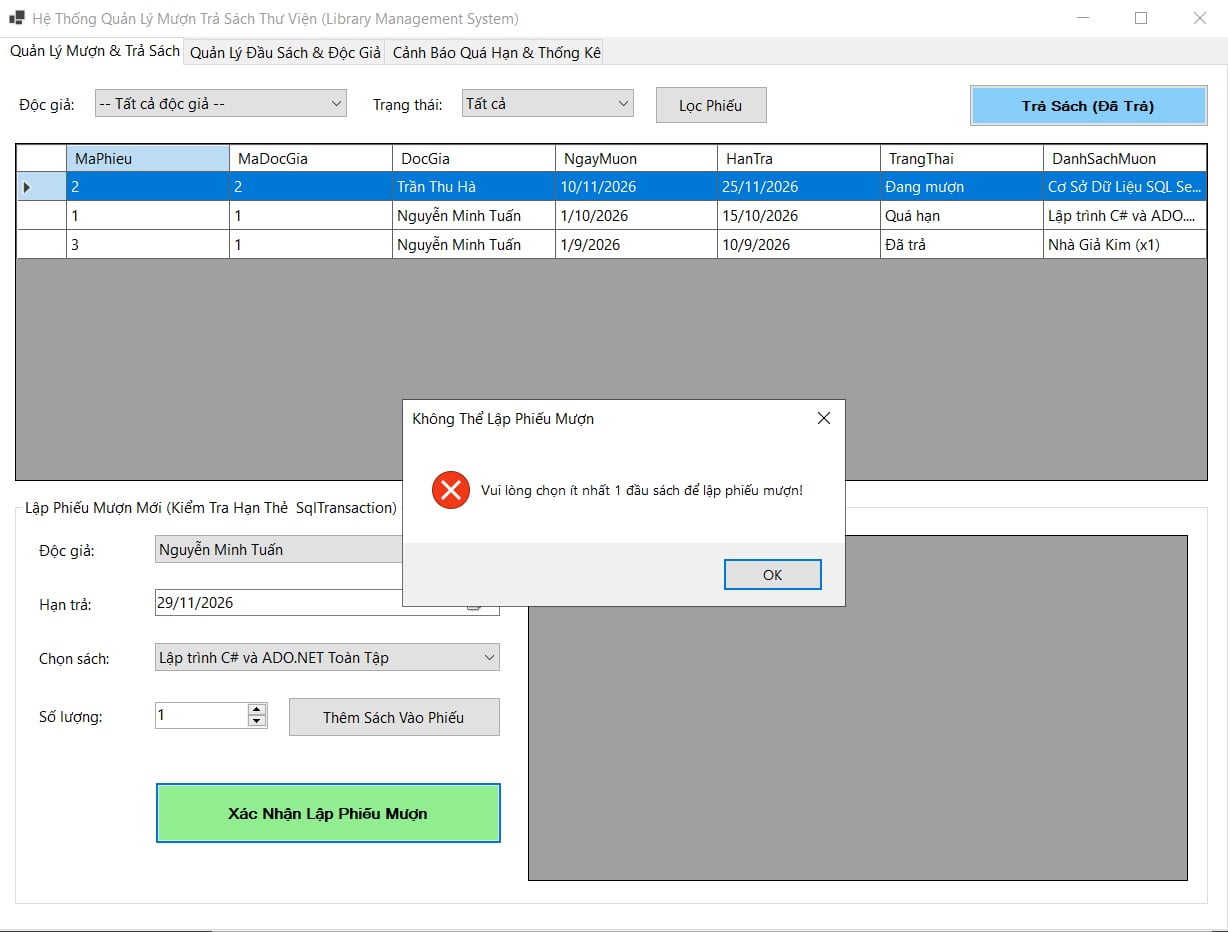 Hệ Thống Quản Lý Mượn Trả Sách Thư Viện (Library Management System)
Quản Lý Mượn & Trả Sách Quản Lý Đầu Sách & Độc Giả Cảnh Báo Quá Hạn & Thống Kê
Độc giả: -- Tất cả độc giả -- Trạng thái: Tất cả Lọc Phiếu Trả Sách (Đã Trả)
MaPhieu MaDocGia DocGia NgayMuon HanTra TrangThai DanhSachMuon
2 2 Trần Thu Hà 10/11/2026 25/11/2026 Đang mượn Cơ Sở Dữ Liệu SQL Se...
1 1 Nguyễn Minh Tuấn 1/10/2026 15/10/2026 Quá hạn Lập trình C# và ADO....
3 1 Nguyễn Minh Tuấn 1/9/2026 10/9/2026 Đã trả Nhà Giả Kim (x1)
Không Thể Lập Phiếu Mượn
Vui lòng chọn ít nhất 1 đầu sách để lập phiếu mượn!
OK
Lập Phiếu Mượn Mới (Kiểm Tra Hạn Thẻ  SqlTransaction)
Độc giả: Nguyễn Minh Tuấn
Hạn trả: 29/11/2026
Chọn sách: Lập trình C# và ADO.NET Toàn Tập
Số lượng: 1 Thêm Sách Vào Phiếu
Xác Nhận Lập Phiếu Mượn